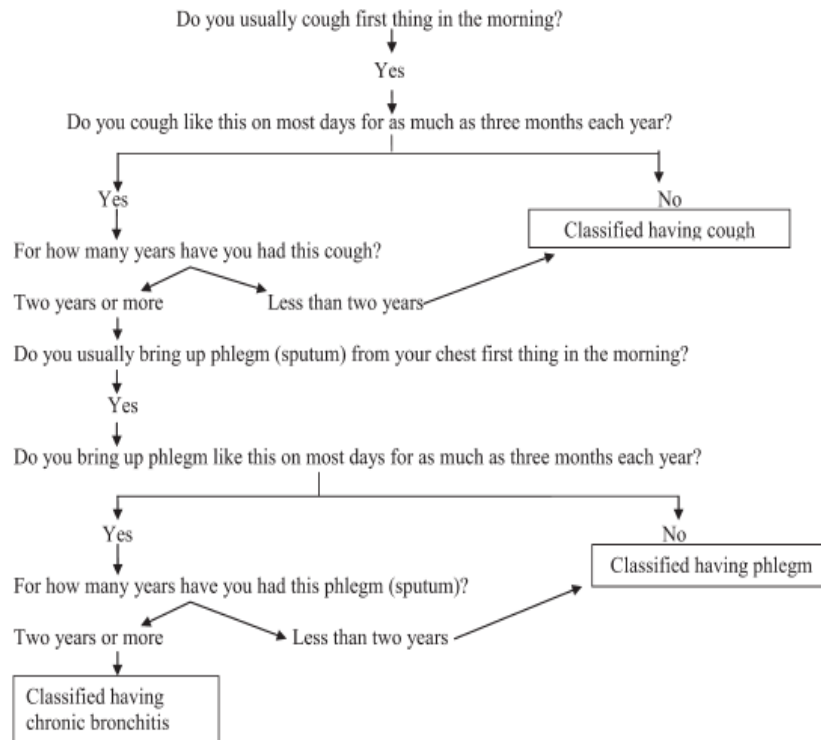 Do you usually cough first thing in the morning?
Yes
Do you cough like this on most days for as much as three months each year?
Yes
No
Classified having cough
For how many years have you had this cough?
Two years or more
Less than two years
Do you usually bring up phlegm (sputum) from your chest first thing in the morning?
Yes
Do you bring up phlegm like this on most days for as much as three months each year?
Yes
No
Classified having phlegm
For how many years have you had this phlegm (sputum)?
Two years or more
Less than two years
Classified having
chronic bronchitis